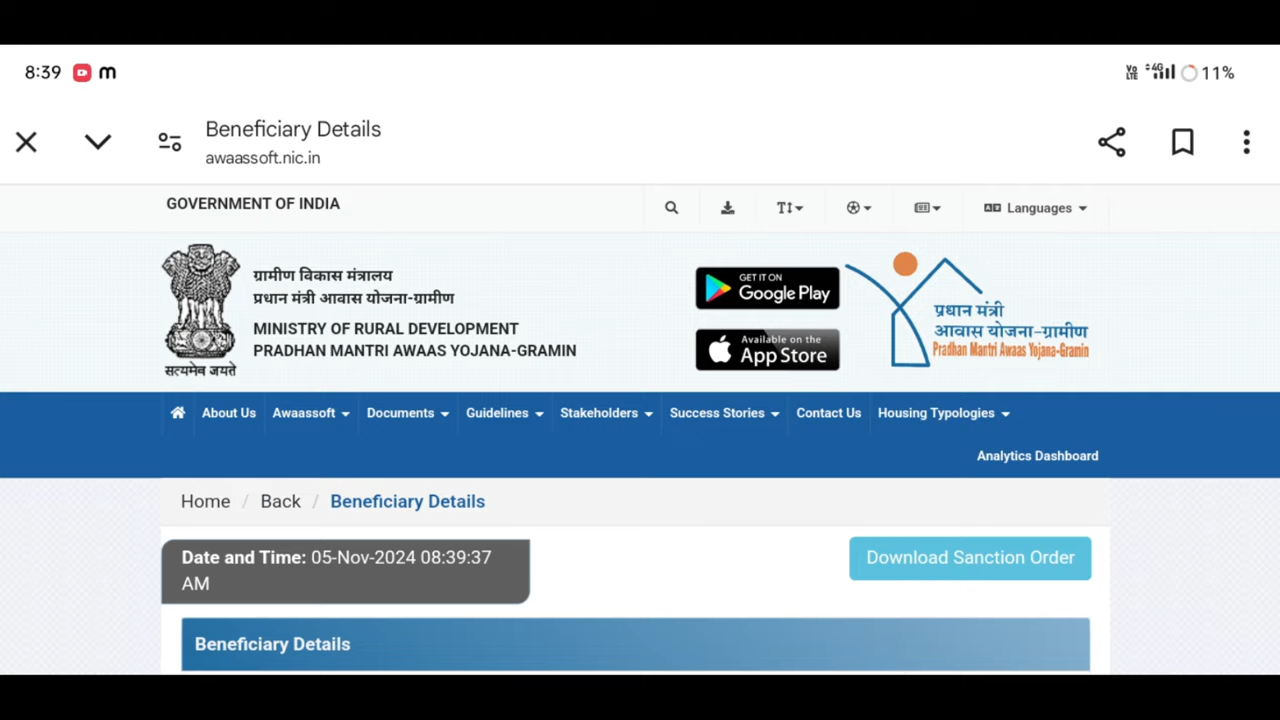 8:39 m Vo LTE 4G 11%
Beneficiary Details
awaassoft.nic.in
GOVERNMENT OF INDIA
Languages
ग्रामीण विकास मंत्रालय
प्रधान मंत्री आवास योजना-ग्रामीण
MINISTRY OF RURAL DEVELOPMENT
PRADHAN MANTRI AWAAS YOJANA-GRAMIN
सत्यमेव जयते
GET IT ON
Google Play
Available on the
App Store
प्रधान मंत्री
आवास योजना-ग्रामीण
Pradhan Mantri Awaas Yojana-Gramin
About Us Awaassoft Documents Guidelines Stakeholders Success Stories Contact Us Housing Typologies
Analytics Dashboard
Home / Back / Beneficiary Details
Date and Time: 05-Nov-2024 08:39:37
AM
Download Sanction Order
Beneficiary Details